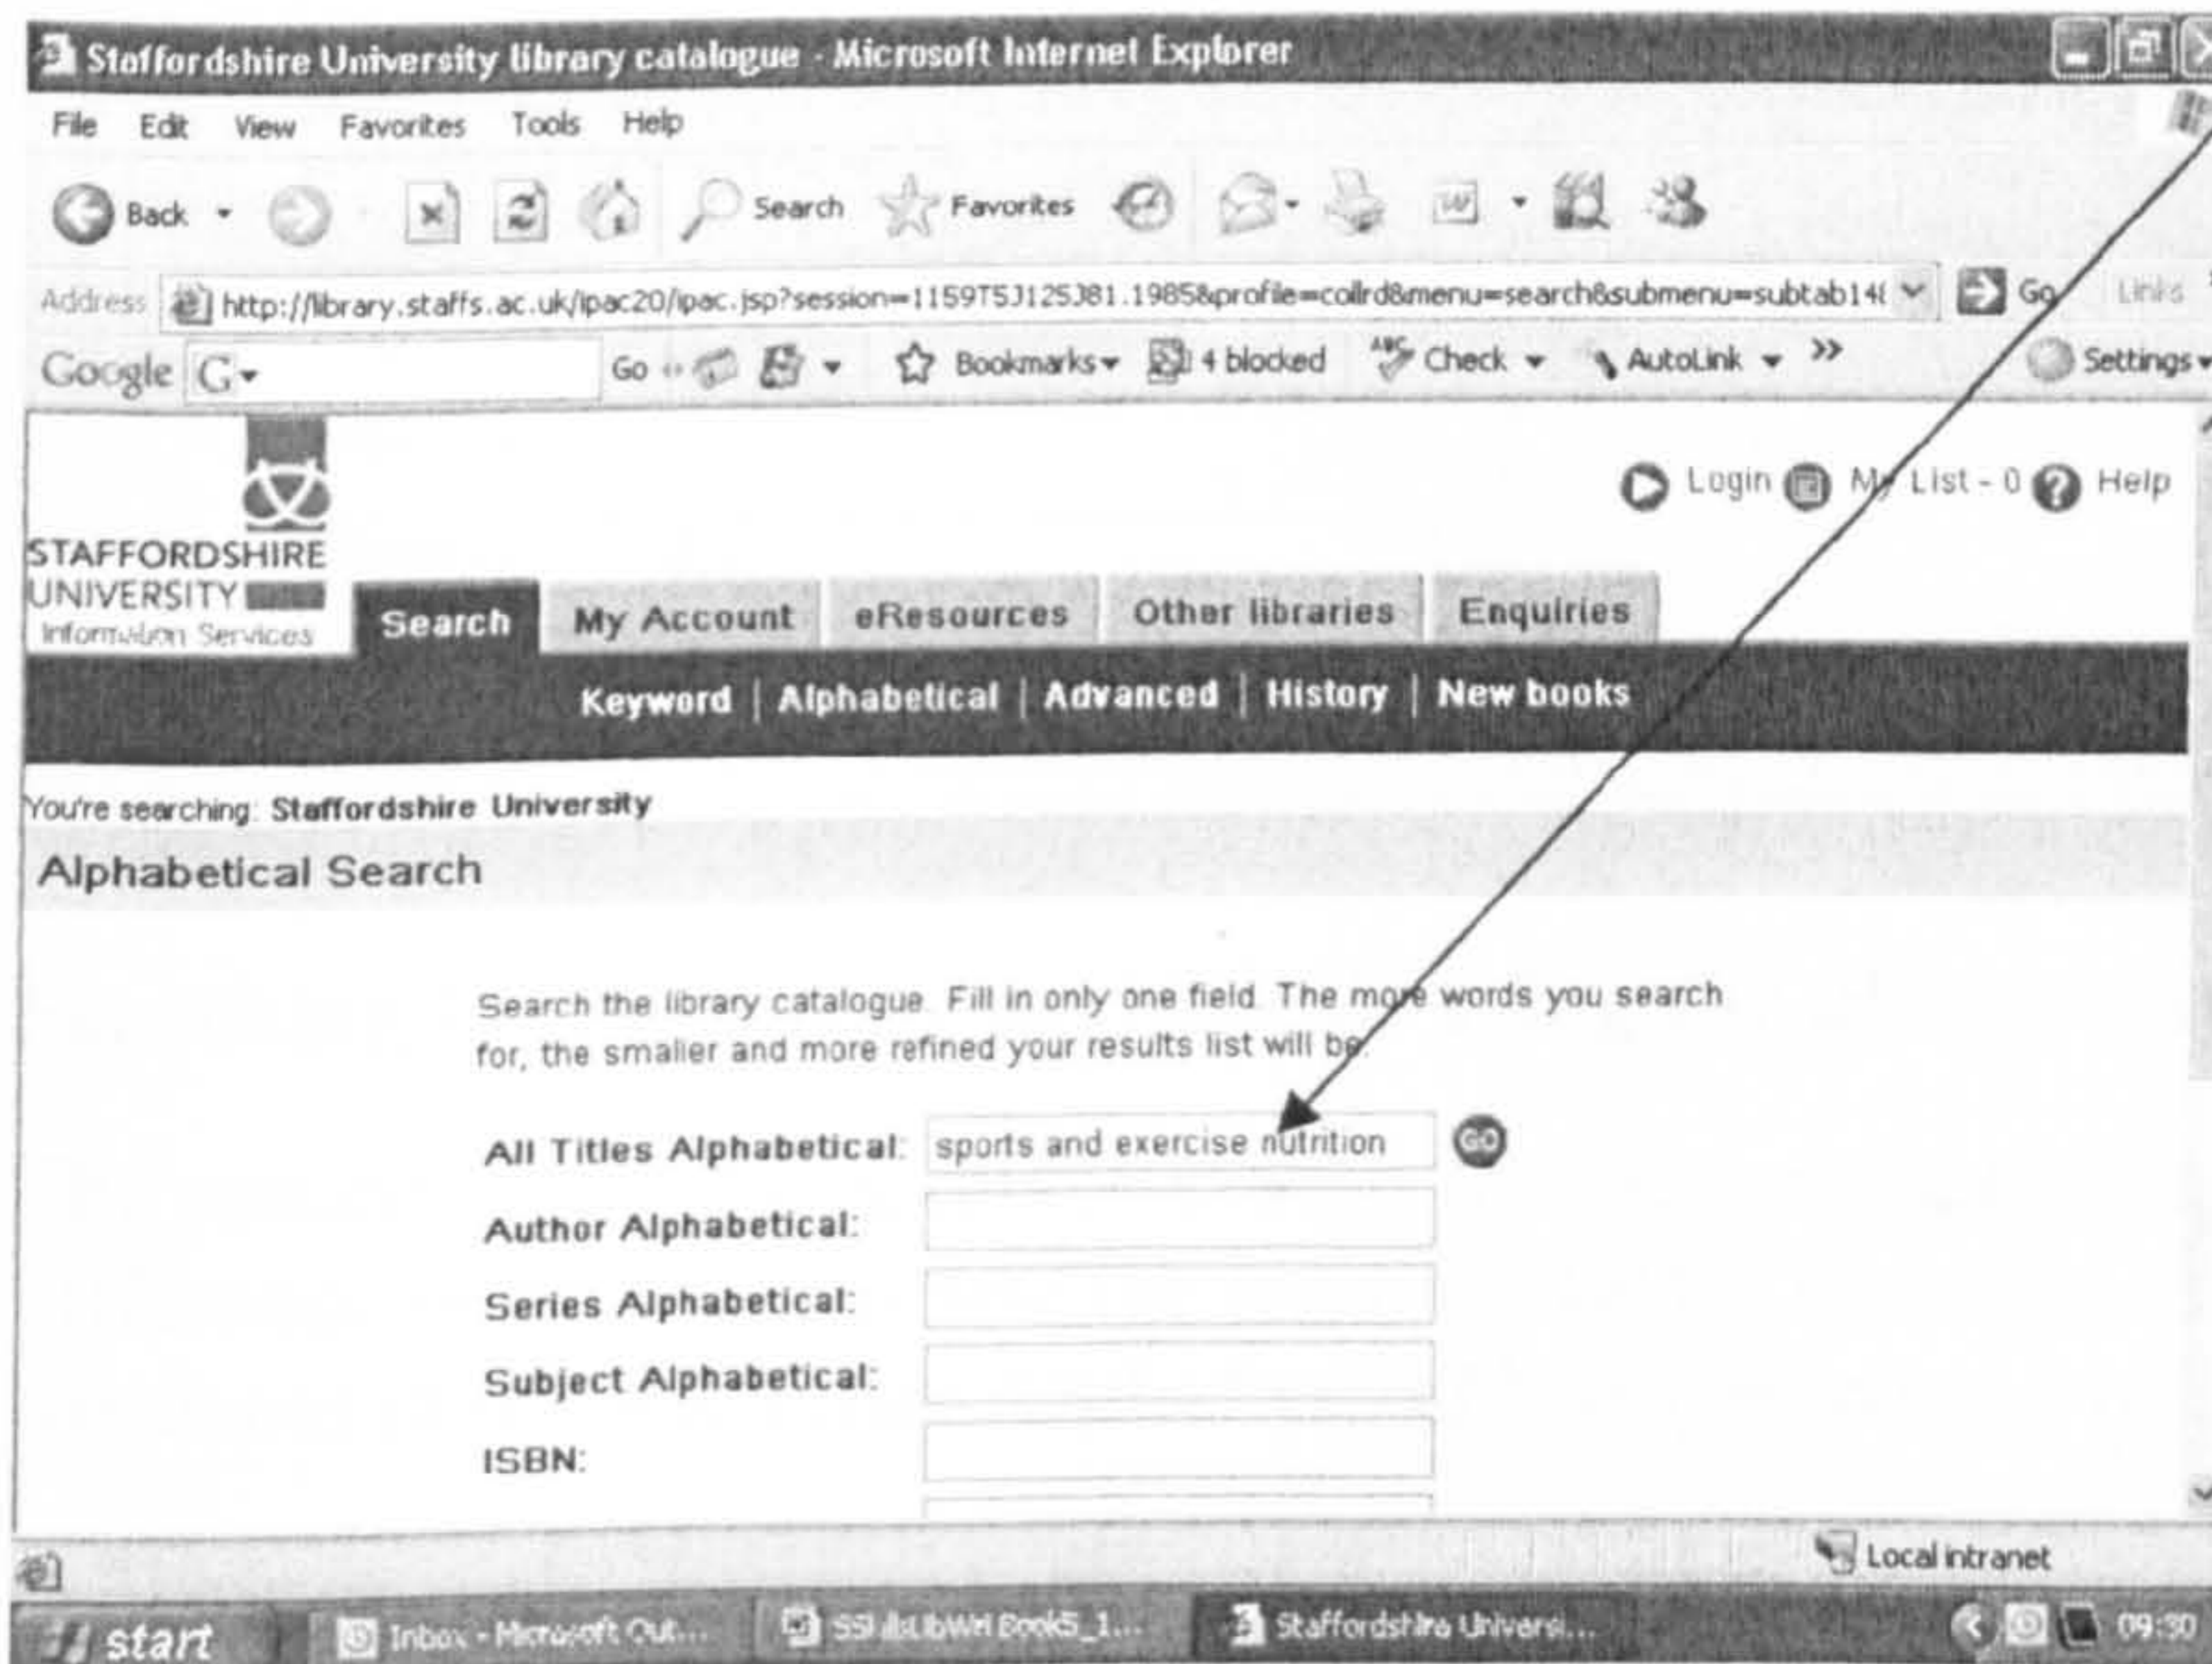 Staffordshire University library catalogue - Microsoft Internet Explorer
File Edit View Favorites Tools Help
Back Search Favorites
Address http://library.staffs.ac.uk/ipac20/ipac.jsp?session=1159T5J125J81.1985&profile=collrd&menu=search&submenu=subtab14 Go Links
Google G Go Bookmarks 4 blocked ABC Check AutoLink >> Settings
Login My List - 0 ? Help
STAFFORDSHIRE
UNIVERSITY
Information Services
Search My Account eResources Other libraries Enquiries
Keyword | Alphabetical | Advanced | History | New books
You're searching: Staffordshire University
Alphabetical Search
Search the library catalogue. Fill in only one field. The more words you search
for, the smaller and more refined your results list will be.
All Titles Alphabetical: sports and exercise nutrition GO
Author Alphabetical:
Series Alphabetical:
Subject Alphabetical:
ISBN:
Local intranet
start Inbox - Microsoft Out... Staffordshire Universi... 09:30